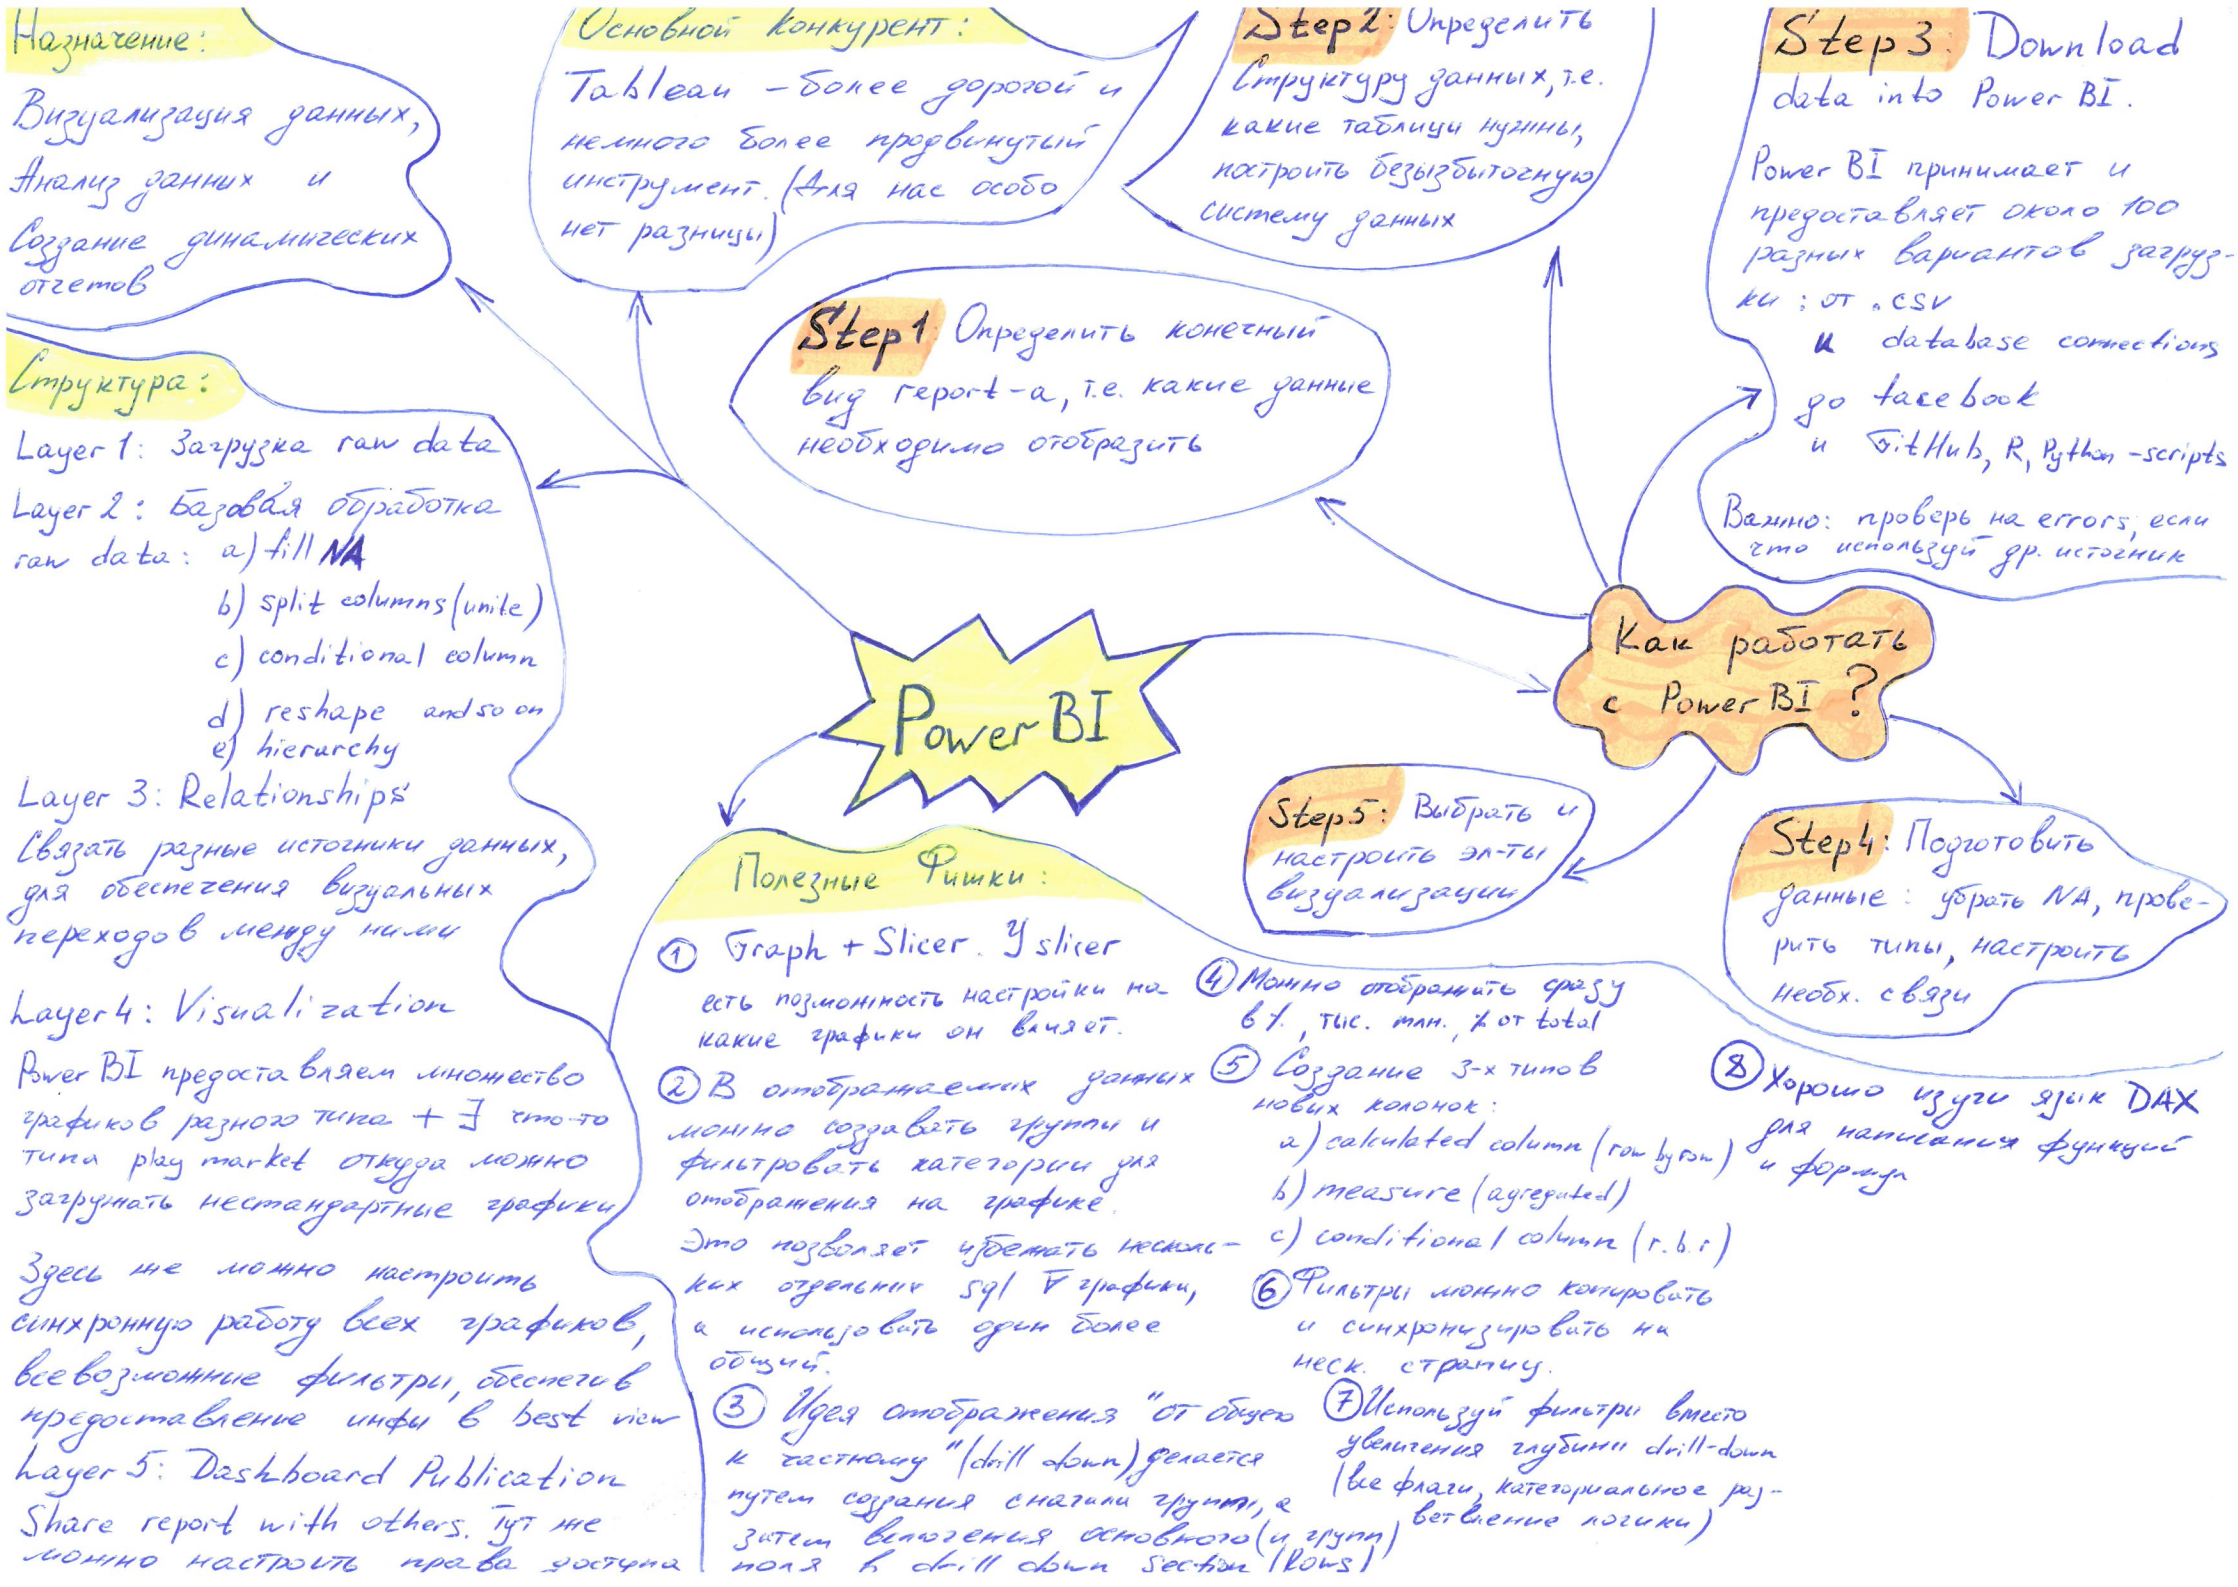 Назначение:
Визуализация данных,
Анализ данных и
Создание динамических
отчетов
Основной конкурент:
Tableau – более дорогой и
немного более продвинутый
инструмент. (Для нас особо
нет разницы)
Step 1 Определить конечный
вид report-а, т.е. какие данные
необходимо отобразить
Step 2: Определить
Структуру данных, т.е.
какие таблицы нужны,
построить безызбыточную
систему данных
Step 3: Download
data into Power BI.
Power BI принимает и
предоставляет около 100
разных вариантов загруз-
ки : от .csv
и database connections
до facebook
и GitHub, R, Python-scripts
Важно: проверь на errors, если
что используй др. источник
Структура:
Layer 1: Загрузка raw data
Layer 2: Базовая обработка
raw data: a) fill NA
b) split columns (unite)
c) conditional column
d) reshape and so on
e) hierarchy
Layer 3: Relationships
Связать разные источники данных,
для обеспечения визуальных
переходов между ними
Layer 4: Visualization
Power BI предоставляем множество
графиков разного типа + ∃ что-то
типа play market откуда можно
загружать нестандартные графики
Здесь же можно настроить
синхронную работу всех графиков,
всевозможные фильтры, обеспечив
предоставление инфы в best view
Layer 5: Dashboard Publication
Share report with others. Тут же
можно настроить права доступа
Power BI
Как работать
с Power BI ?
Step 5: Выбрать и
настроить эл-ты
визуализации
Step 4: Подготовить
данные : убрать NA, прове-
рить типы, настроить
необх. связи
Полезные Фишки:
① Graph + Slicer. У slicer
есть возможность настройки на
какие графики он влияет.
② В отображаемых данных
можно создавать группы и
фильтровать категории для
отображения на графике.
Это позволяет избежать несколь-
ких отдельных sql ∀ графика,
а использовать один более
общий.
③ Идея отображения "от общего
к частному" (drill down) делается
путем создания сначала групп, а
затем включения основного (и групп)
поля в drill down section (Rows)
④ Можно отображать сразу
в %, тыс. млн., % от total
⑤ Создание 3-х типов
новых колонок:
a) calculated column (row by row)
b) measure (agregated)
c) conditional column (r.b.r)
⑥ Фильтры можно копировать
и синхронизировать на
неск. страниц.
⑦ Используй фильтры вместо
увеличения глубины drill-down
(все флаги, категориальное раз-
ветвление логики)
⑧ Хорошо изучи язык DAX
для написания функций
и формул